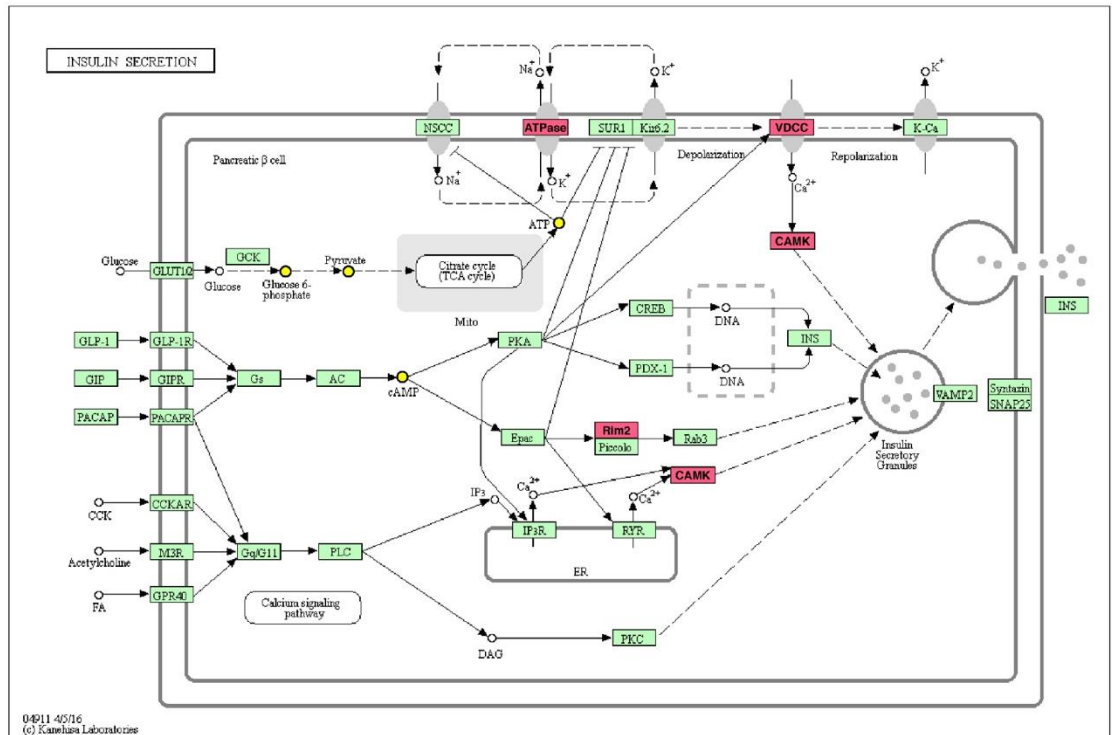 INSULIN SECRETION
Na+
K+
K+
NSCC
ATPase
SUR1
Kir6.2
VDCC
K-Ca
Pancreatic β cell
Depolarization
Repolarization
Na+
K+
Ca2+
ATP
CAMK
Glucose
GLUT1/2
Glucose
GCK
Glucose 6-
phosphate
Pyruvate
Citrate cycle
(TCA cycle)
Mito
INS
GLP-1
GLP-1R
PKA
CREB
DNA
INS
GIP
GIPR
Gs
AC
cAMP
PDX-1
DNA
PACAP
PACAPR
Epac
Rim2
Piccolo
Rab3
VAMP2
Syntaxin
SNAP25
Insulin
Secretory
Granules
CAMK
IP3
Ca2+
Ca2+
CCK
CCKAR
IP3R
RYR
Acetylcholine
M3R
Gq/G11
PLC
ER
FA
GPR40
Calcium signaling
pathway
DAG
PKC
04911 4/5/16
(c) Kanehisa Laboratories